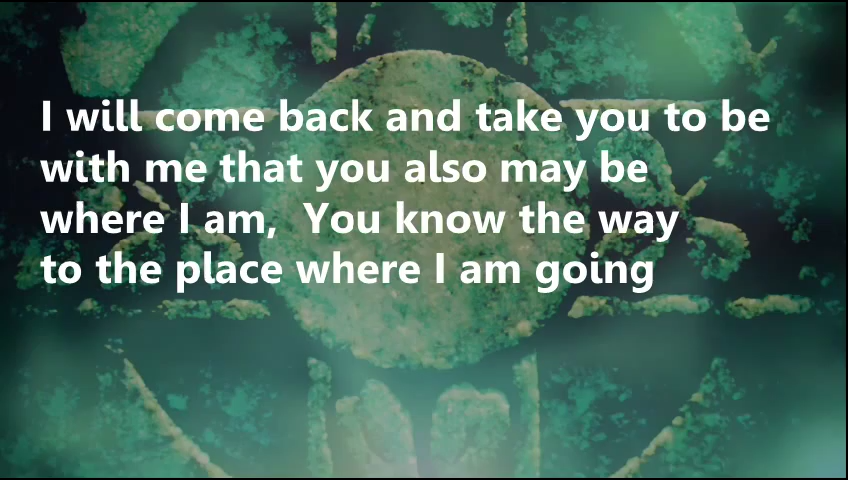 I will come back and take you to be
with me that you also may be
where I am,  You know the way
to the place where I am going